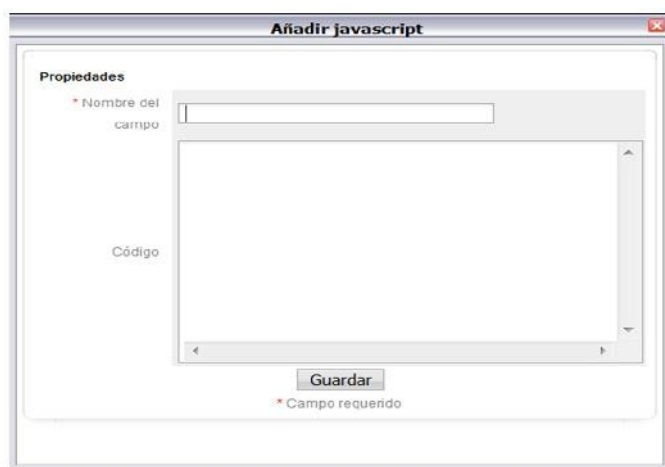 Añadir javascript
Propiedades
* Nombre del
campo
Código
Guardar
* Campo requerido